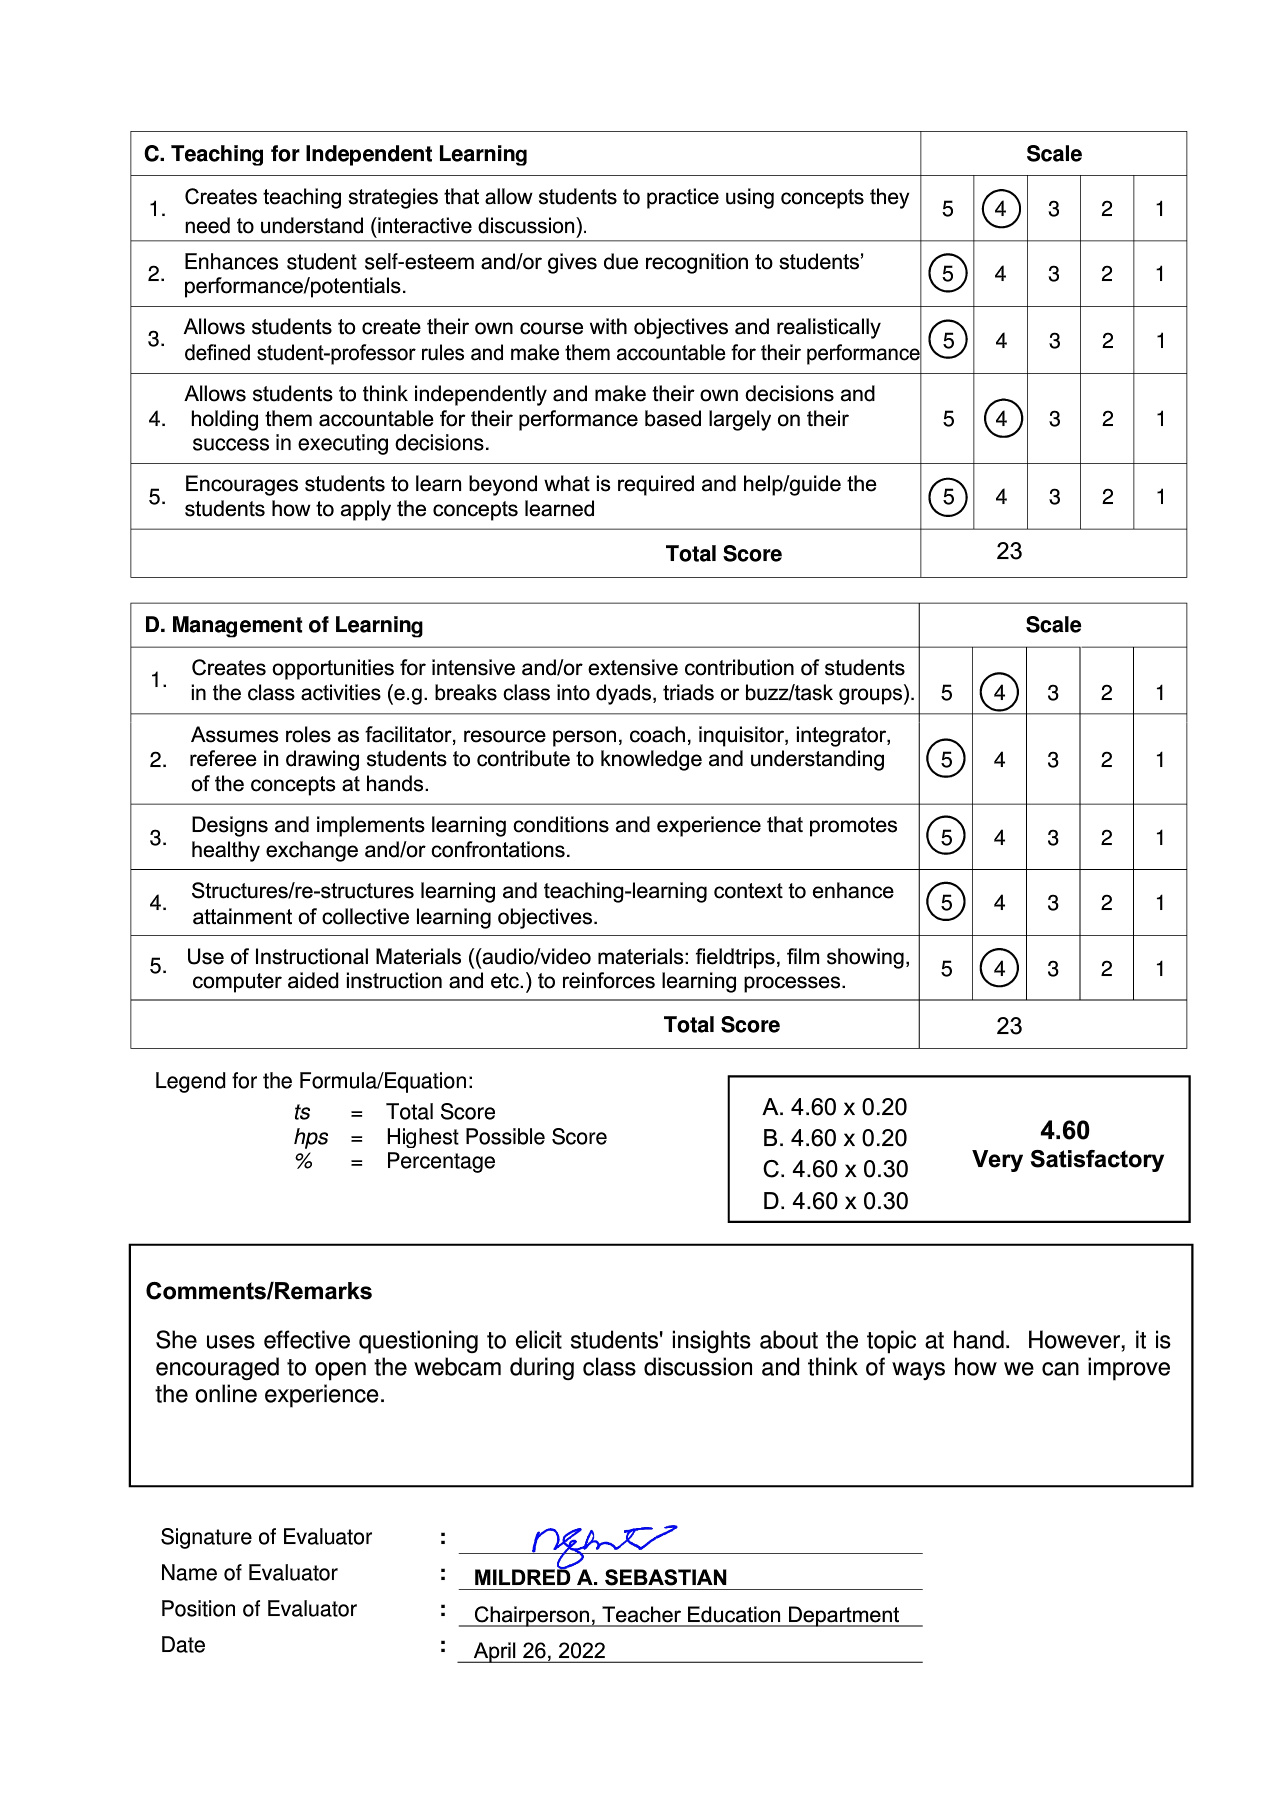 C. Teaching for Independent Learning Scale
1. Creates teaching strategies that allow students to practice using concepts they
need to understand (interactive discussion). 5 4 3 2 1
2. Enhances student self-esteem and/or gives due recognition to students’
performance/potentials. 5 4 3 2 1
3. Allows students to create their own course with objectives and realistically
defined student-professor rules and make them accountable for their performance 5 4 3 2 1
Allows students to think independently and make their own decisions and
4. holding them accountable for their performance based largely on their 5 4 3 2 1
success in executing decisions.
5. Encourages students to learn beyond what is required and help/guide the
students how to apply the concepts learned 5 4 3 2 1
Total Score 23
D. Management of Learning Scale
1. Creates opportunities for intensive and/or extensive contribution of students
in the class activities (e.g. breaks class into dyads, triads or buzz/task groups). 5 4 3 2 1
Assumes roles as facilitator, resource person, coach, inquisitor, integrator,
2. referee in drawing students to contribute to knowledge and understanding 5 4 3 2 1
of the concepts at hands.
3. Designs and implements learning conditions and experience that promotes
healthy exchange and/or confrontations. 5 4 3 2 1
4. Structures/re-structures learning and teaching-learning context to enhance
attainment of collective learning objectives. 5 4 3 2 1
5. Use of Instructional Materials ((audio/video materials: fieldtrips, film showing,
computer aided instruction and etc.) to reinforces learning processes. 5 4 3 2 1
Total Score 23
Legend for the Formula/Equation:
ts = Total Score
hps = Highest Possible Score
% = Percentage
A. 4.60 x 0.20
B. 4.60 x 0.20
C. 4.60 x 0.30
D. 4.60 x 0.30
4.60
Very Satisfactory
Comments/Remarks
She uses effective questioning to elicit students' insights about the topic at hand. However, it is
encouraged to open the webcam during class discussion and think of ways how we can improve
the online experience.
Signature of Evaluator :
Name of Evaluator : MILDRED A. SEBASTIAN
Position of Evaluator : Chairperson, Teacher Education Department
Date : April 26, 2022